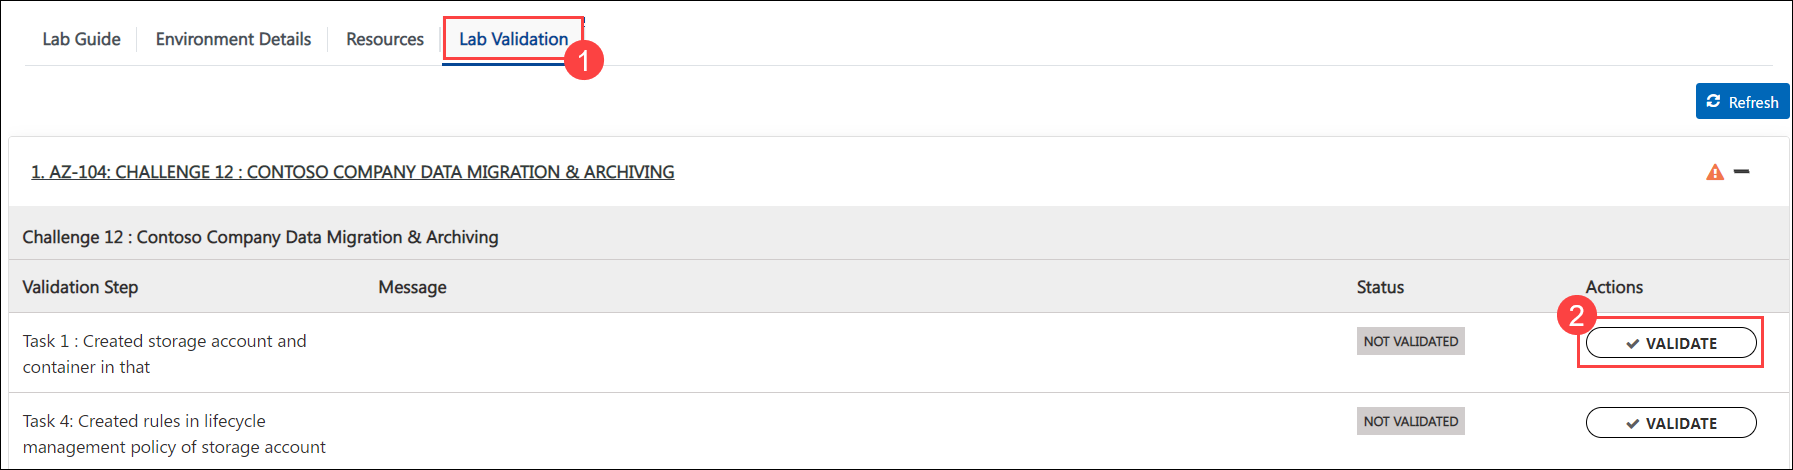 Lab Guide
Environment Details
Resources
Lab Validation
1
Refresh
1. AZ-104: CHALLENGE 12 : CONTOSO COMPANY DATA MIGRATION & ARCHIVING
Challenge 12 : Contoso Company Data Migration & Archiving
Validation Step
Message
Status
Actions
2
Task 1 : Created storage account and
container in that
NOT VALIDATED
VALIDATE
Task 4: Created rules in lifecycle
management policy of storage account
NOT VALIDATED
VALIDATE